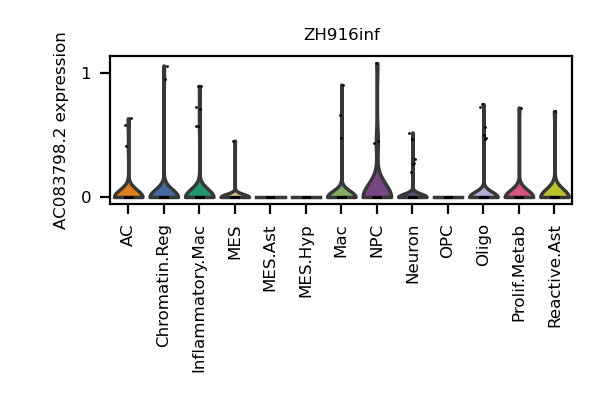 ZH916inf
AC083798.2 expression
1
0
AC
Chromatin.Reg
Inflammatory.Mac
MES
MES.Ast
MES.Hyp
Mac
NPC
Neuron
OPC
Oligo
Prolif.Metab
Reactive.Ast